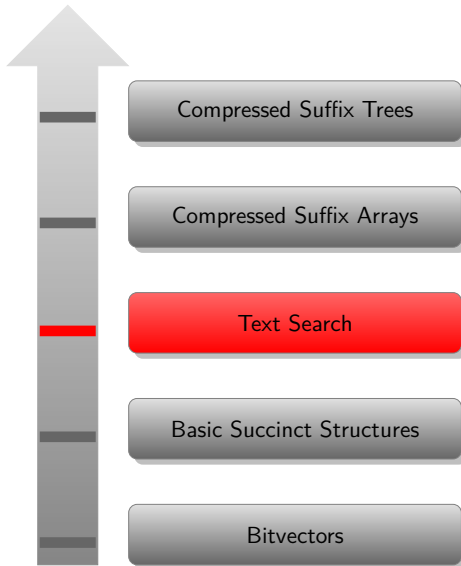 Compressed Suffix Trees
Compressed Suffix Arrays
Text Search
Basic Succinct Structures
Bitvectors